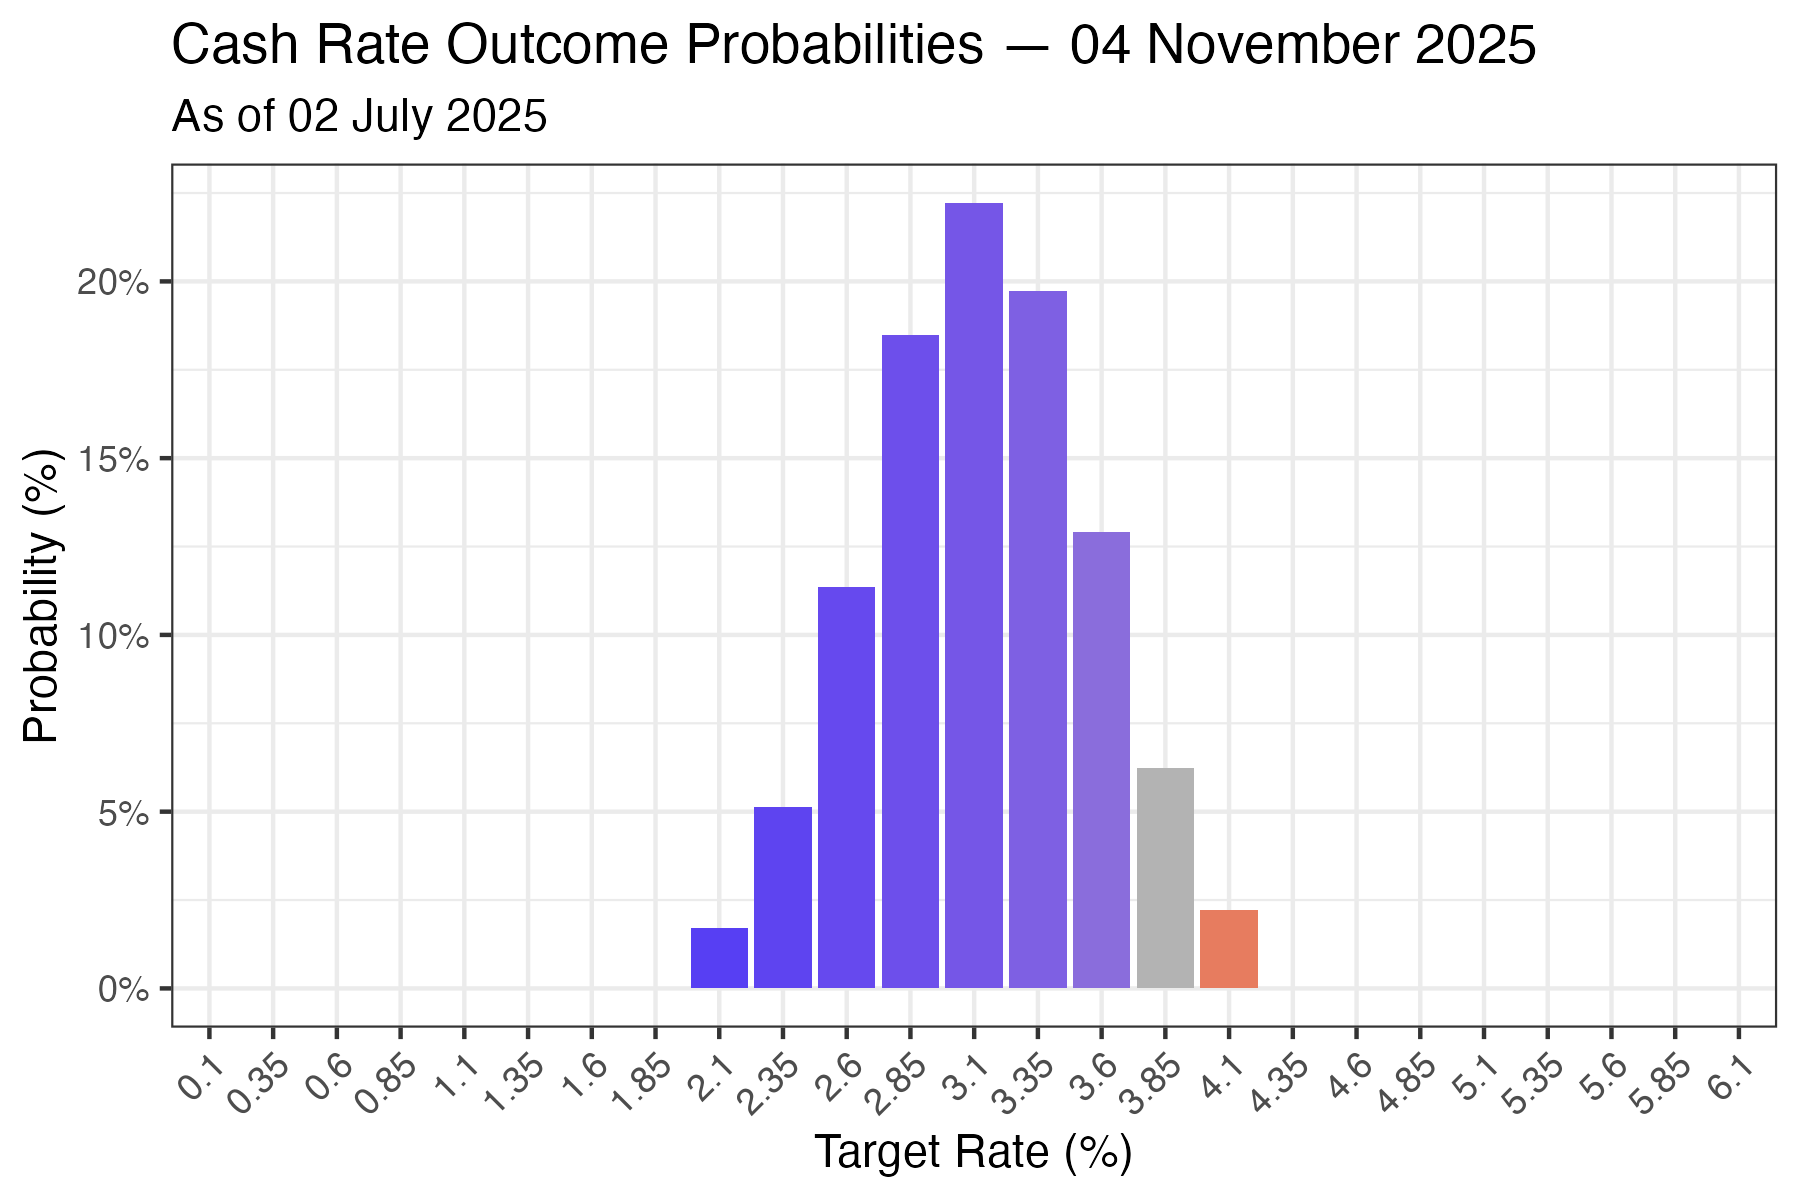 Cash Rate Outcome Probabilities — 04 November 2025
As of 02 July 2025
Probability (%)
20%
15%
10%
5%
0%
0.1 0.35 0.6 0.85 1.1 1.35 1.6 1.85 2.1 2.35 2.6 2.85 3.1 3.35 3.6 3.85 4.1 4.35 4.6 4.85 5.1 5.35 5.6 5.85 6.1
Target Rate (%)